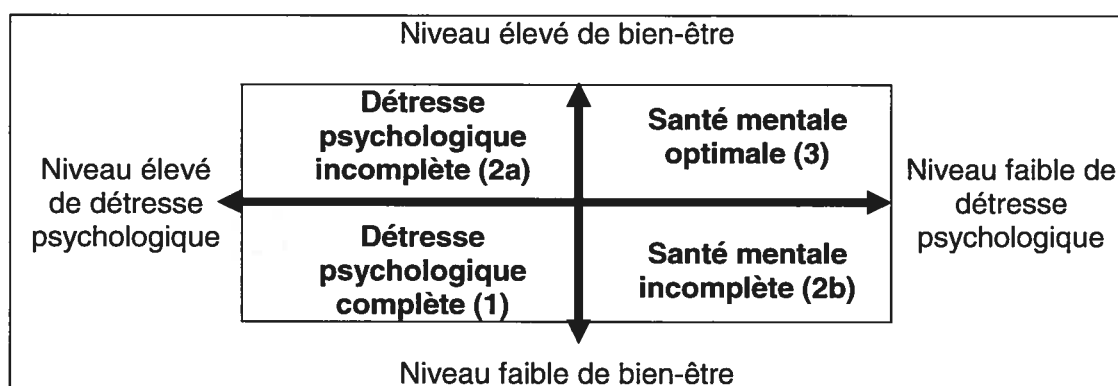 Niveau élevé de bien-être
Détresse
psychologique
incomplète (2a)
Santé mentale
optimale (3)
Niveau élevé
de détresse
psychologique
Niveau faible de
détresse
psychologique
Détresse
psychologique
complète (1)
Santé mentale
incomplète (2b)
Niveau faible de bien-être